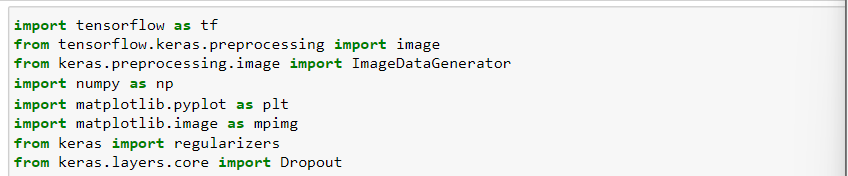 import tensorflow as tf
from tensorflow.keras.preprocessing import image
from keras.preprocessing.image import ImageDataGenerator
import numpy as np
import matplotlib.pyplot as plt
import matplotlib.image as mpimg
from keras import regularizers
from keras.layers.core import Dropout